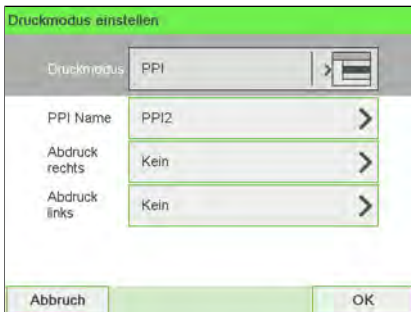 Druckmodus einstellen
Druckmodus PPI
PPI Name PPI2
Abdruck
rechts Kein
Abdruck
links Kein
Abbruch OK